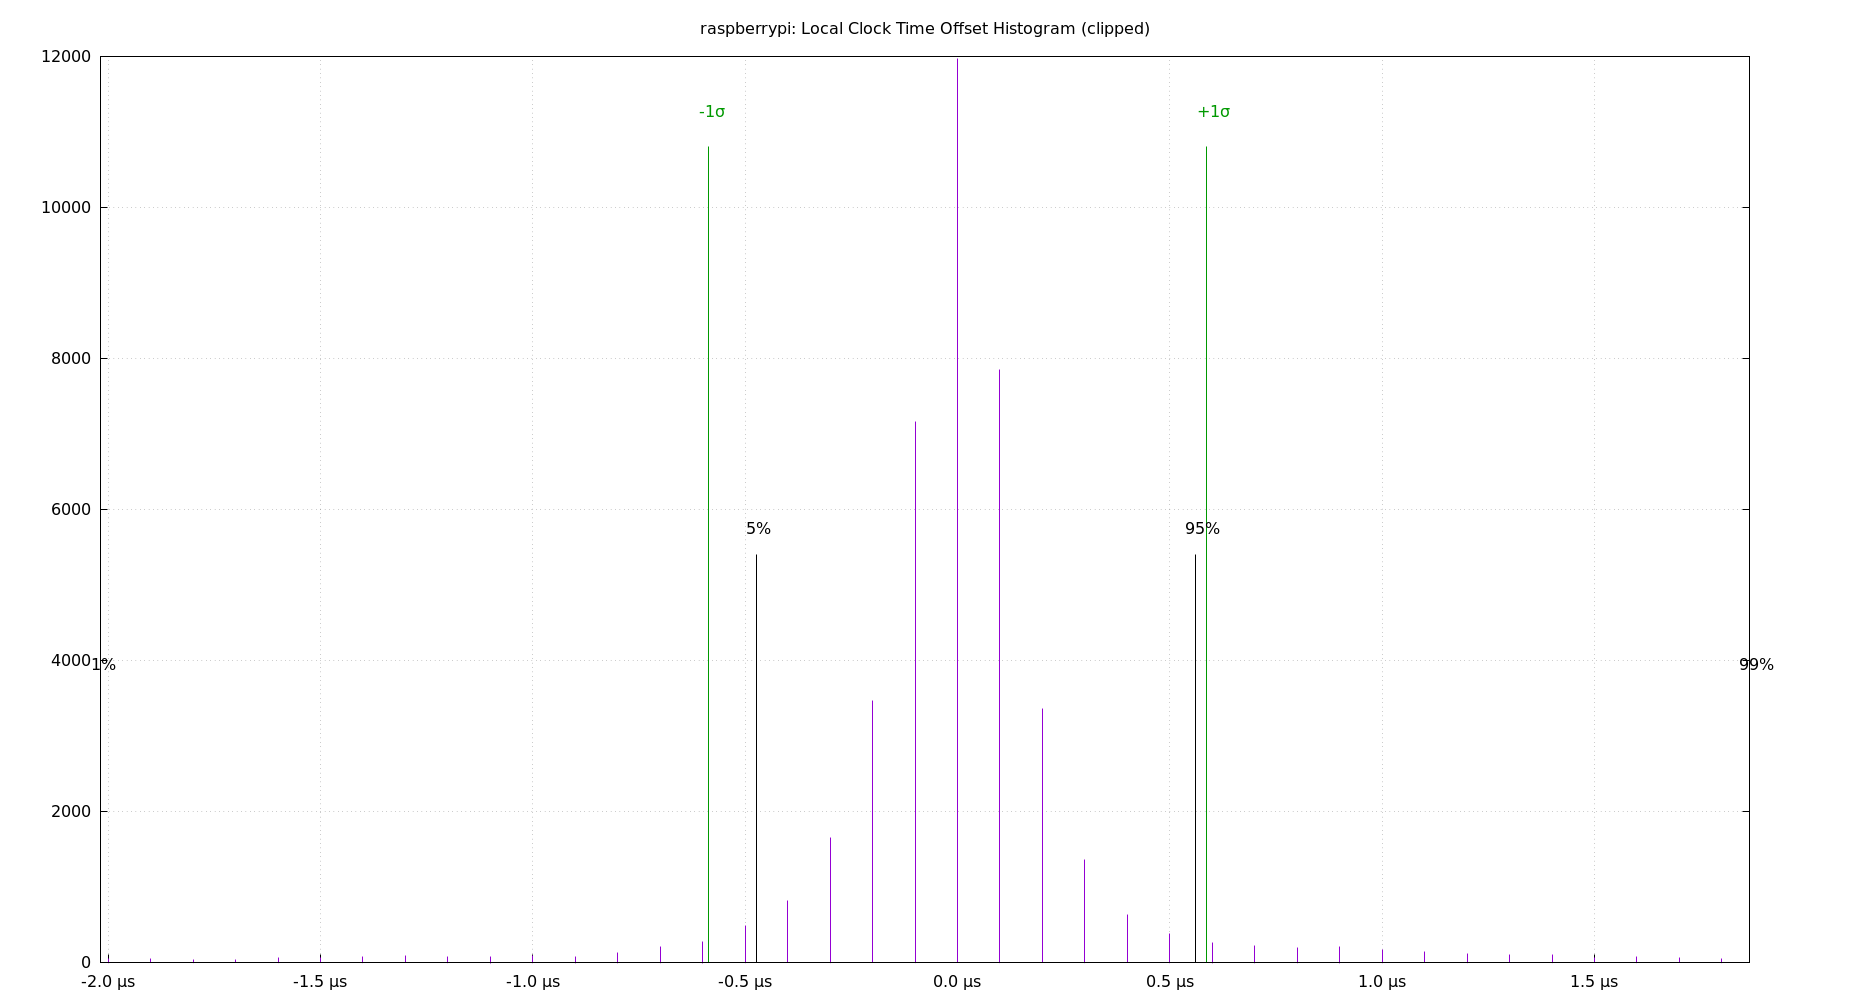 raspberrypi: Local Clock Time Offset Histogram (clipped)
12000
-1σ
+1σ
10000
8000
6000
5%
95%
4000
1%
99%
2000
0
-2.0 µs
-1.5 µs
-1.0 µs
-0.5 µs
0.0 µs
0.5 µs
1.0 µs
1.5 µs